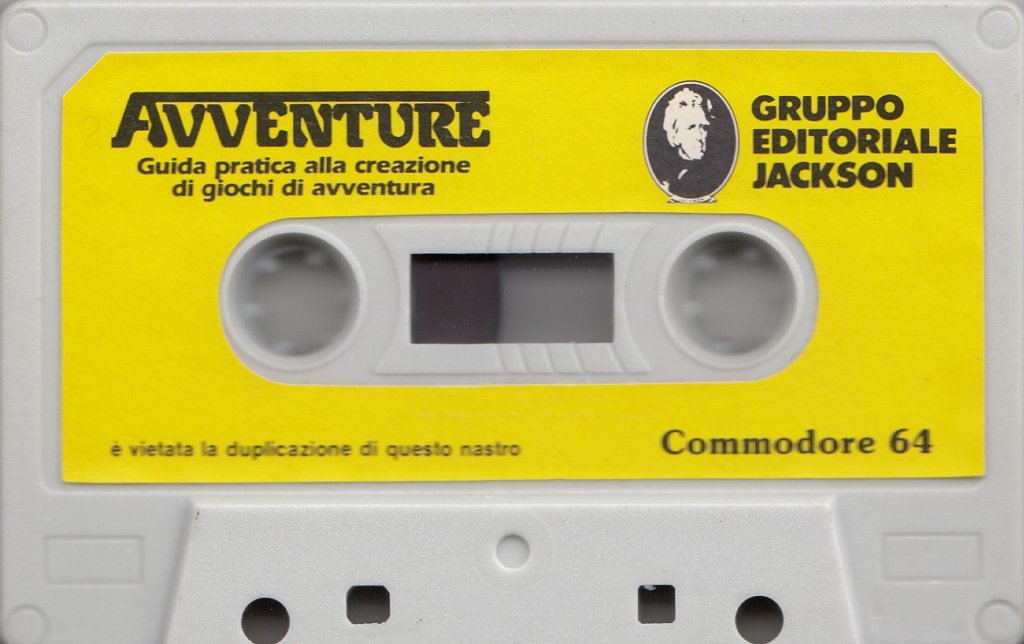 AVVENTURE
Guida pratica alla creazione
di giochi di avventura
GRUPPO
EDITORIALE
JACKSON
è vietata la duplicazione di questo nastro
Commodore 64